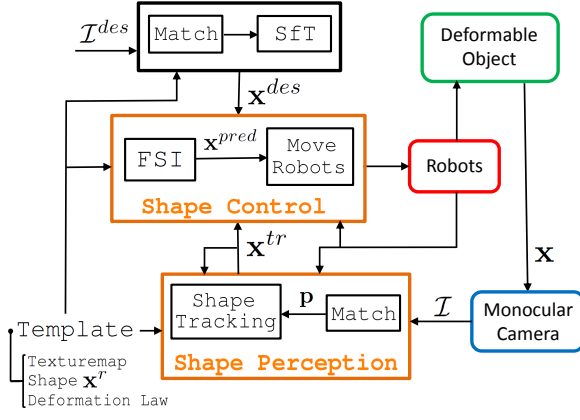 𝓘^{des}
Match
SfT
Deformable
Object
x^{des}
FSI
x^{pred}
Move
Robots
Shape Control
Robots
x^{tr}
x
Shape
Tracking
p
Match
Shape Perception
𝓘
Monocular
Camera
Template
Texturemap
Shape x^r
Deformation Law